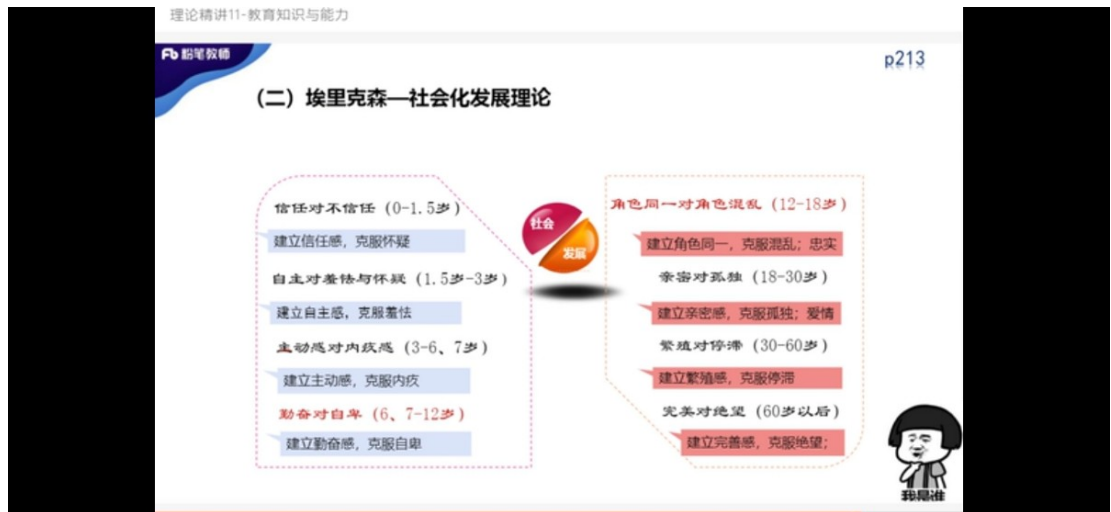 理论精讲11-教育知识与能力
Fb 粉笔教师
p213
（二）埃里克森—社会化发展理论
信任对不信任（0-1.5岁）
建立信任感，克服怀疑
自主对羞怯与怀疑（1.5岁-3岁）
建立自主感，克服羞怯
主动感对内疚感（3-6、7岁）
建立主动感，克服内疚
勤奋对自卑（6、7-12岁）
建立勤奋感，克服自卑
社会
发展
角色同一对角色混乱（12-18岁）
建立角色同一，克服混乱；忠实
亲密对孤独（18-30岁）
建立亲密感，克服孤独；爱情
繁殖对停滞（30-60岁）
建立繁殖感，克服停滞
完美对绝望（60岁以后）
建立完善感，克服绝望；
我是谁